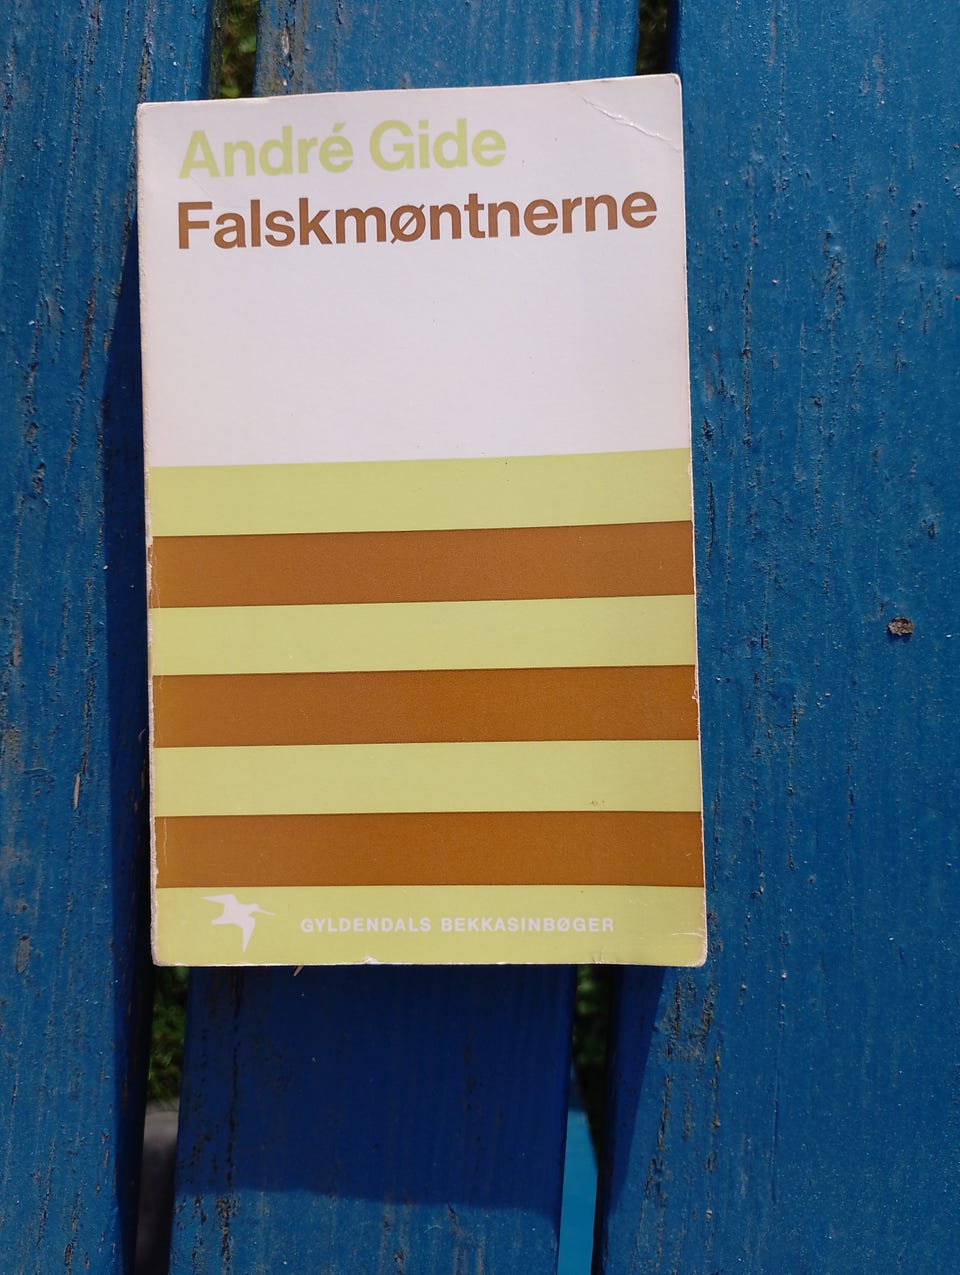 André Gide
Falskmøntnerne
GYLDENDALS BEKKASINBØGER